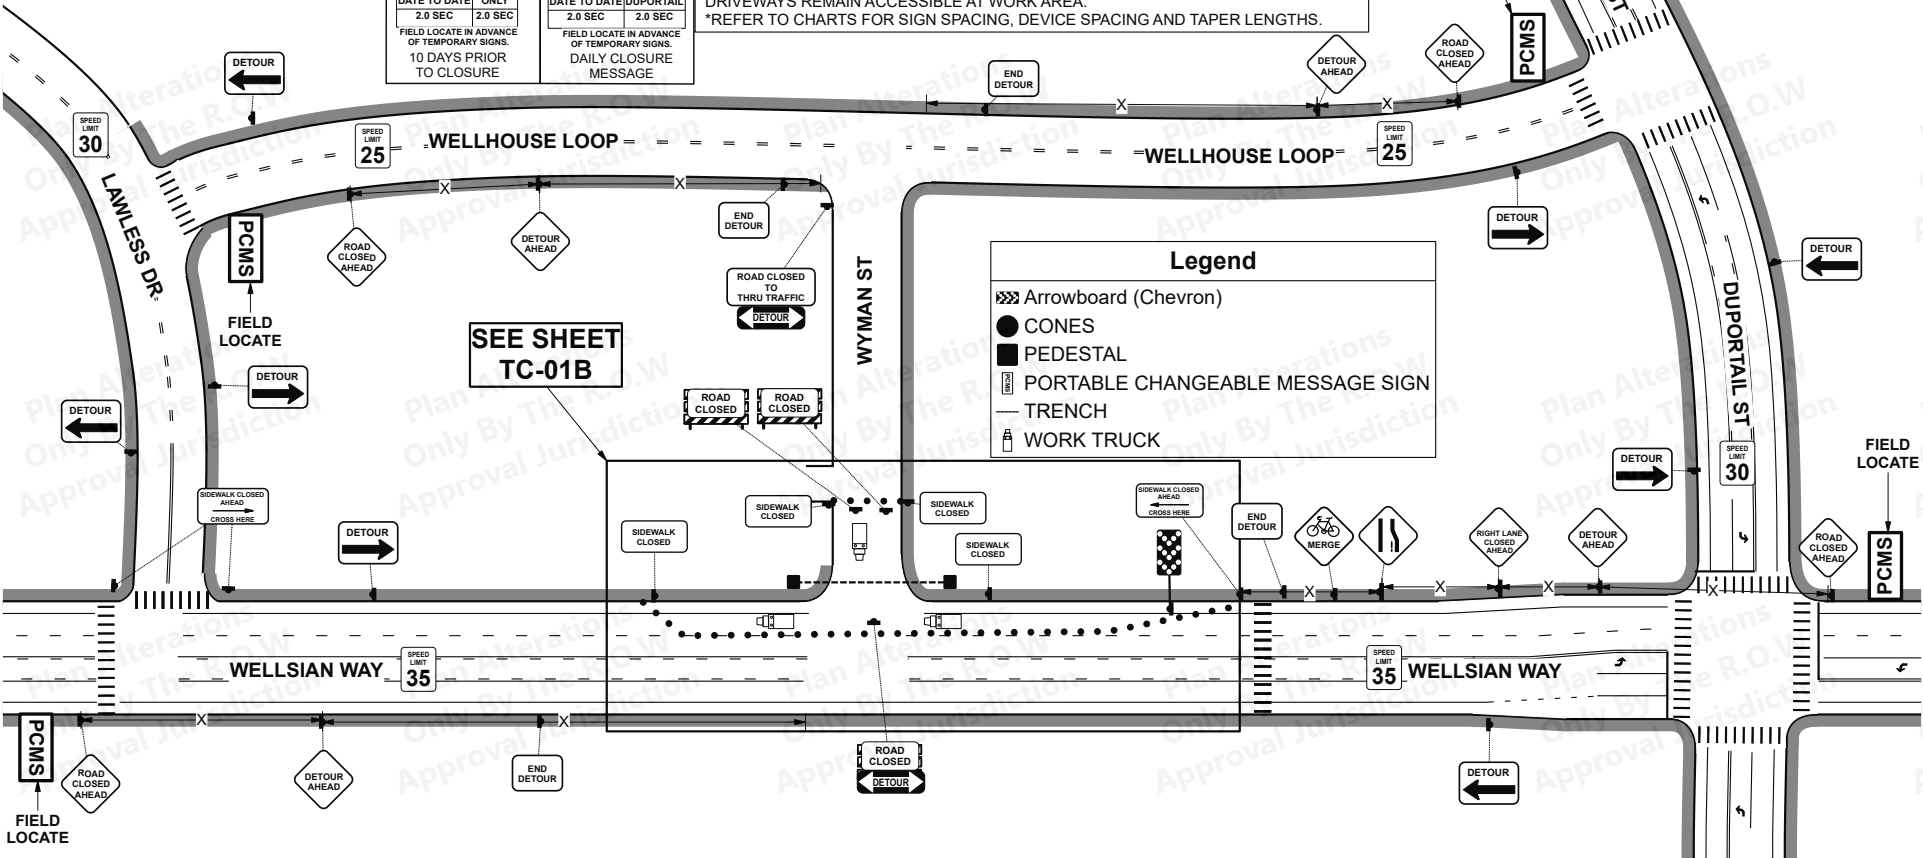 DATE TO DATE ONLY
2.0 SEC 2.0 SEC
FIELD LOCATE IN ADVANCE
OF TEMPORARY SIGNS.
10 DAYS PRIOR
TO CLOSURE
DATE TO DATE DUPORTAIL
2.0 SEC 2.0 SEC
FIELD LOCATE IN ADVANCE
OF TEMPORARY SIGNS.
DAILY CLOSURE
MESSAGE
DRIVEWAYS REMAIN ACCESSIBLE AT WORK AREA.
*REFER TO CHARTS FOR SIGN SPACING, DEVICE SPACING AND TAPER LENGTHS.
DETOUR
END
DETOUR
DETOUR
AHEAD
ROAD
CLOSED
AHEAD
PCMS
ST
SPEED
LIMIT
30
SPEED
LIMIT
25
WELLHOUSE LOOP
X
X
WELLHOUSE LOOP
SPEED
LIMIT
25
LAWLESS DR
X
X
PCMS
FIELD
LOCATE
ROAD
CLOSED
AHEAD
DETOUR
AHEAD
END
DETOUR
ROAD CLOSED
TO
THRU TRAFFIC
DETOUR
WYMAN ST
DETOUR
DETOUR
DUPORTAIL ST
Legend
Arrowboard (Chevron)
CONES
PEDESTAL
PCMS
PORTABLE CHANGEABLE MESSAGE SIGN
TRENCH
WORK TRUCK
SEE SHEET
TC-01B
DETOUR
DETOUR
ROAD
CLOSED
ROAD
CLOSED
DETOUR
SPEED
LIMIT
30
FIELD
LOCATE
PCMS
SIDEWALK CLOSED
AHEAD
CROSS HERE
DETOUR
SIDEWALK
CLOSED
SIDEWALK
CLOSED
SIDEWALK
CLOSED
SIDEWALK
CLOSED
SIDEWALK CLOSED
AHEAD
CROSS HERE
END
DETOUR
MERGE
RIGHT LANE
CLOSED
AHEAD
DETOUR
AHEAD
ROAD
CLOSED
AHEAD
X
X
X
X
WELLSIAN WAY
SPEED
LIMIT
35
SPEED
LIMIT
35
WELLSIAN WAY
X
X
PCMS
FIELD
LOCATE
ROAD
CLOSED
AHEAD
DETOUR
AHEAD
END
DETOUR
ROAD
CLOSED
DETOUR
DETOUR
Plan Alterations
Only By The R.O.W
Approval Jurisdiction